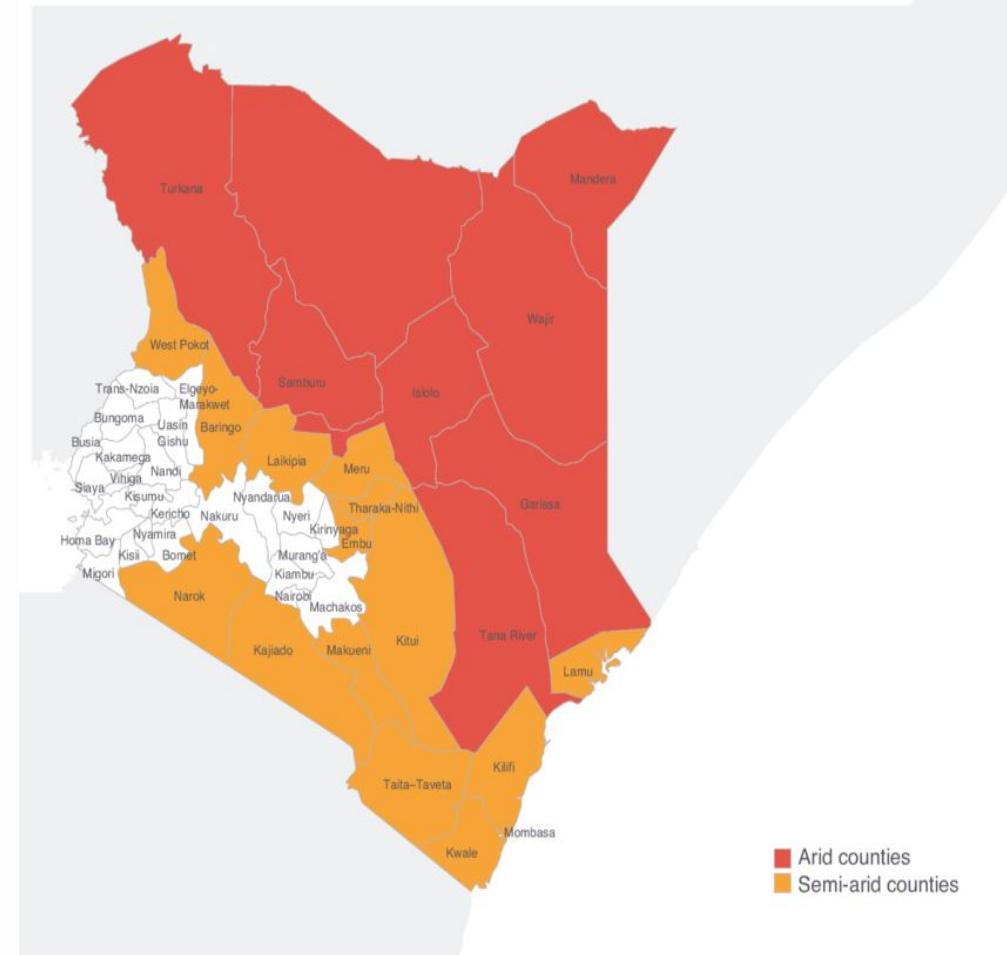 Turkana
Mandera
Wajir
West Pokot
Samburu
Isiolo
Trans-Nzoia
Elgeyo-
Marakwet
Bungoma
Uasin
Gishu
Baringo
Busia
Kakamega
Laikipia
Meru
Nandi
Vihiga
Siaya
Kisumu
Nyandarua
Tharaka-Nithi
Garissa
Kericho
Nakuru
Nyeri
Kirinyaga
Homa Bay
Nyamira
Embu
Kisii
Bomet
Murang'a
Migori
Kiambu
Narok
Nairobi
Machakos
Kajiado
Makueni
Kitui
Tana River
Lamu
Kilifi
Taita–Taveta
Mombasa
Kwale
Arid counties
Semi-arid counties